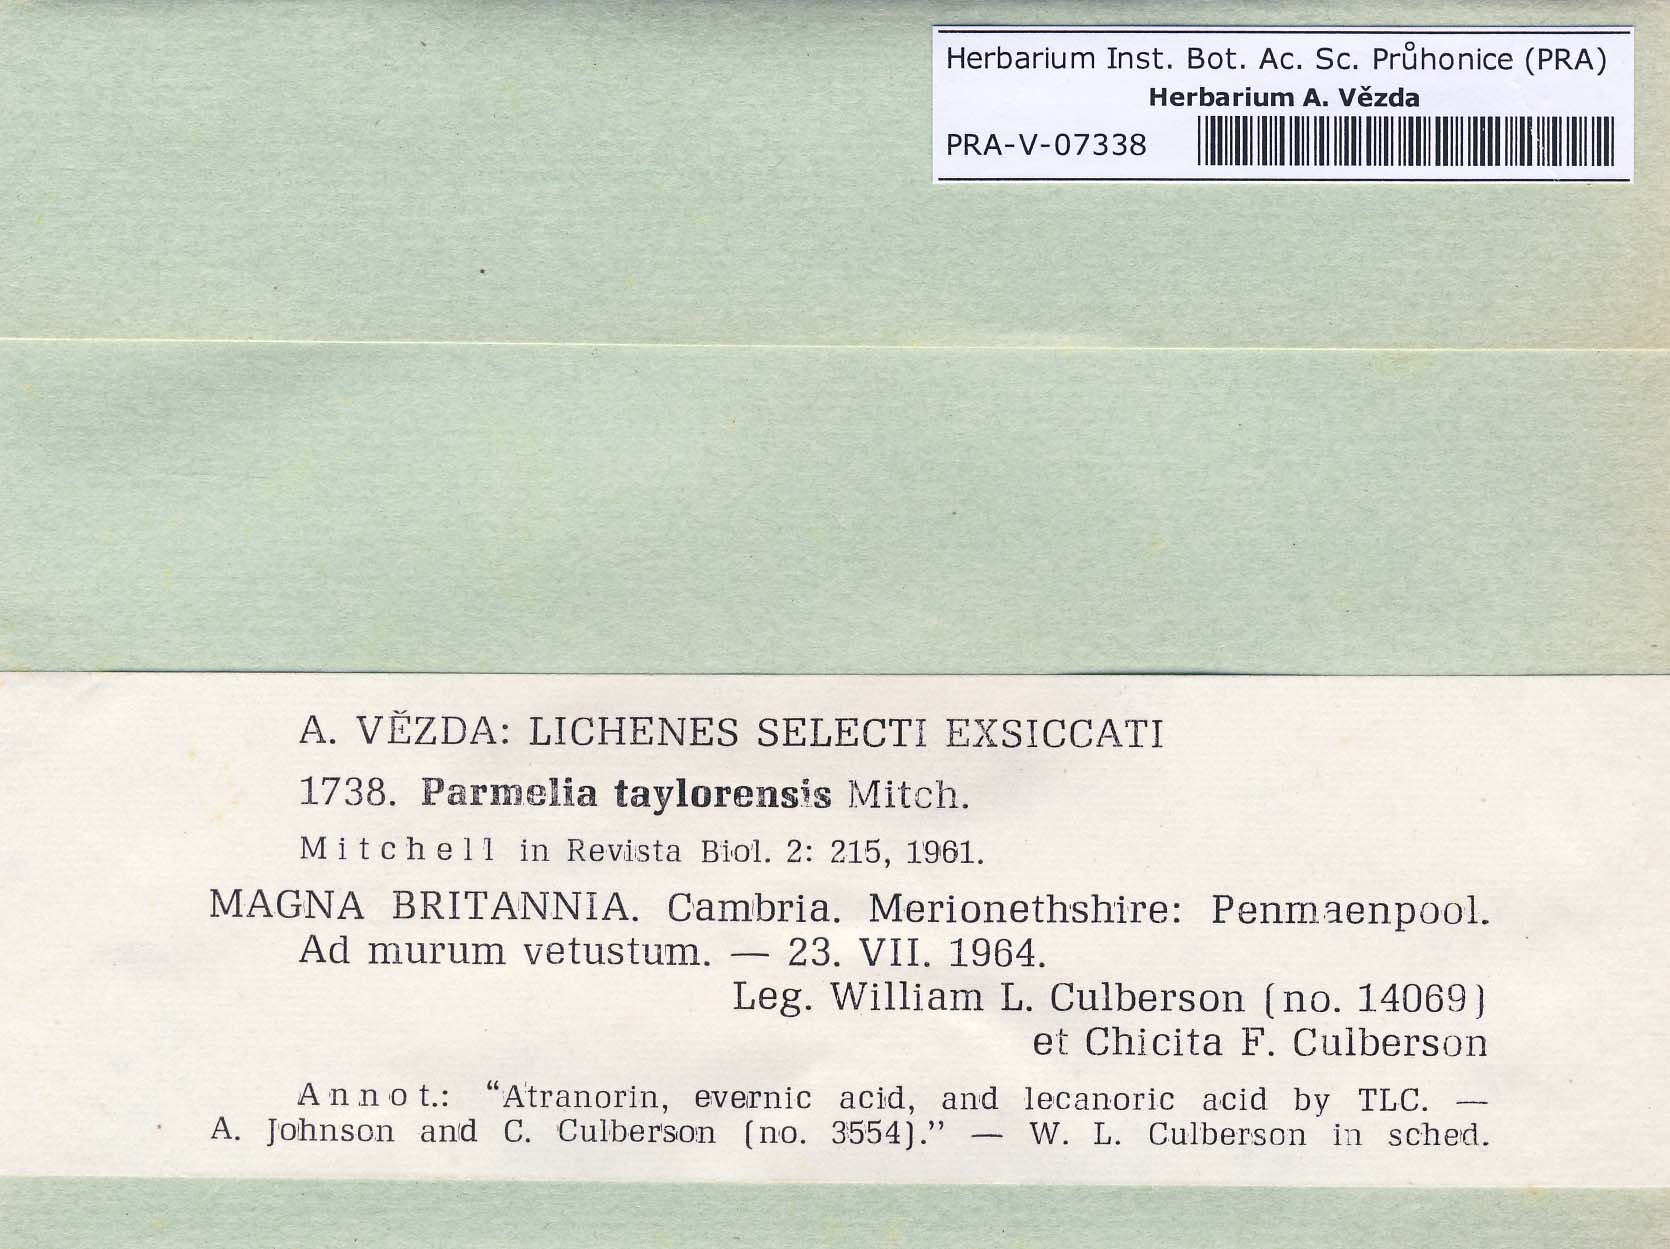 Herbarium Inst. Bot. Ac. Sc. Průhonice (PRA)
Herbarium A. Vězda
PRA-V-07338
A. VĚZDA: LICHENES SELECTI EXSICCATI
1738. Parmelia taylorensis Mitch.
Mitchell in Revista Biol. 2: 215, 1961.
MAGNA BRITANNIA. Cambria. Merionethshire: Penmaenpool.
Ad murum vetustum. — 23. VII. 1964.
Leg. William L. Culberson (no. 14069)
et Chicita F. Culberson
Annot.: “Atranorin, evernic acid, and lecanoric acid by TLC. —
A. Johnson and C. Culberson (no. 3554).” — W. L. Culberson in sched.